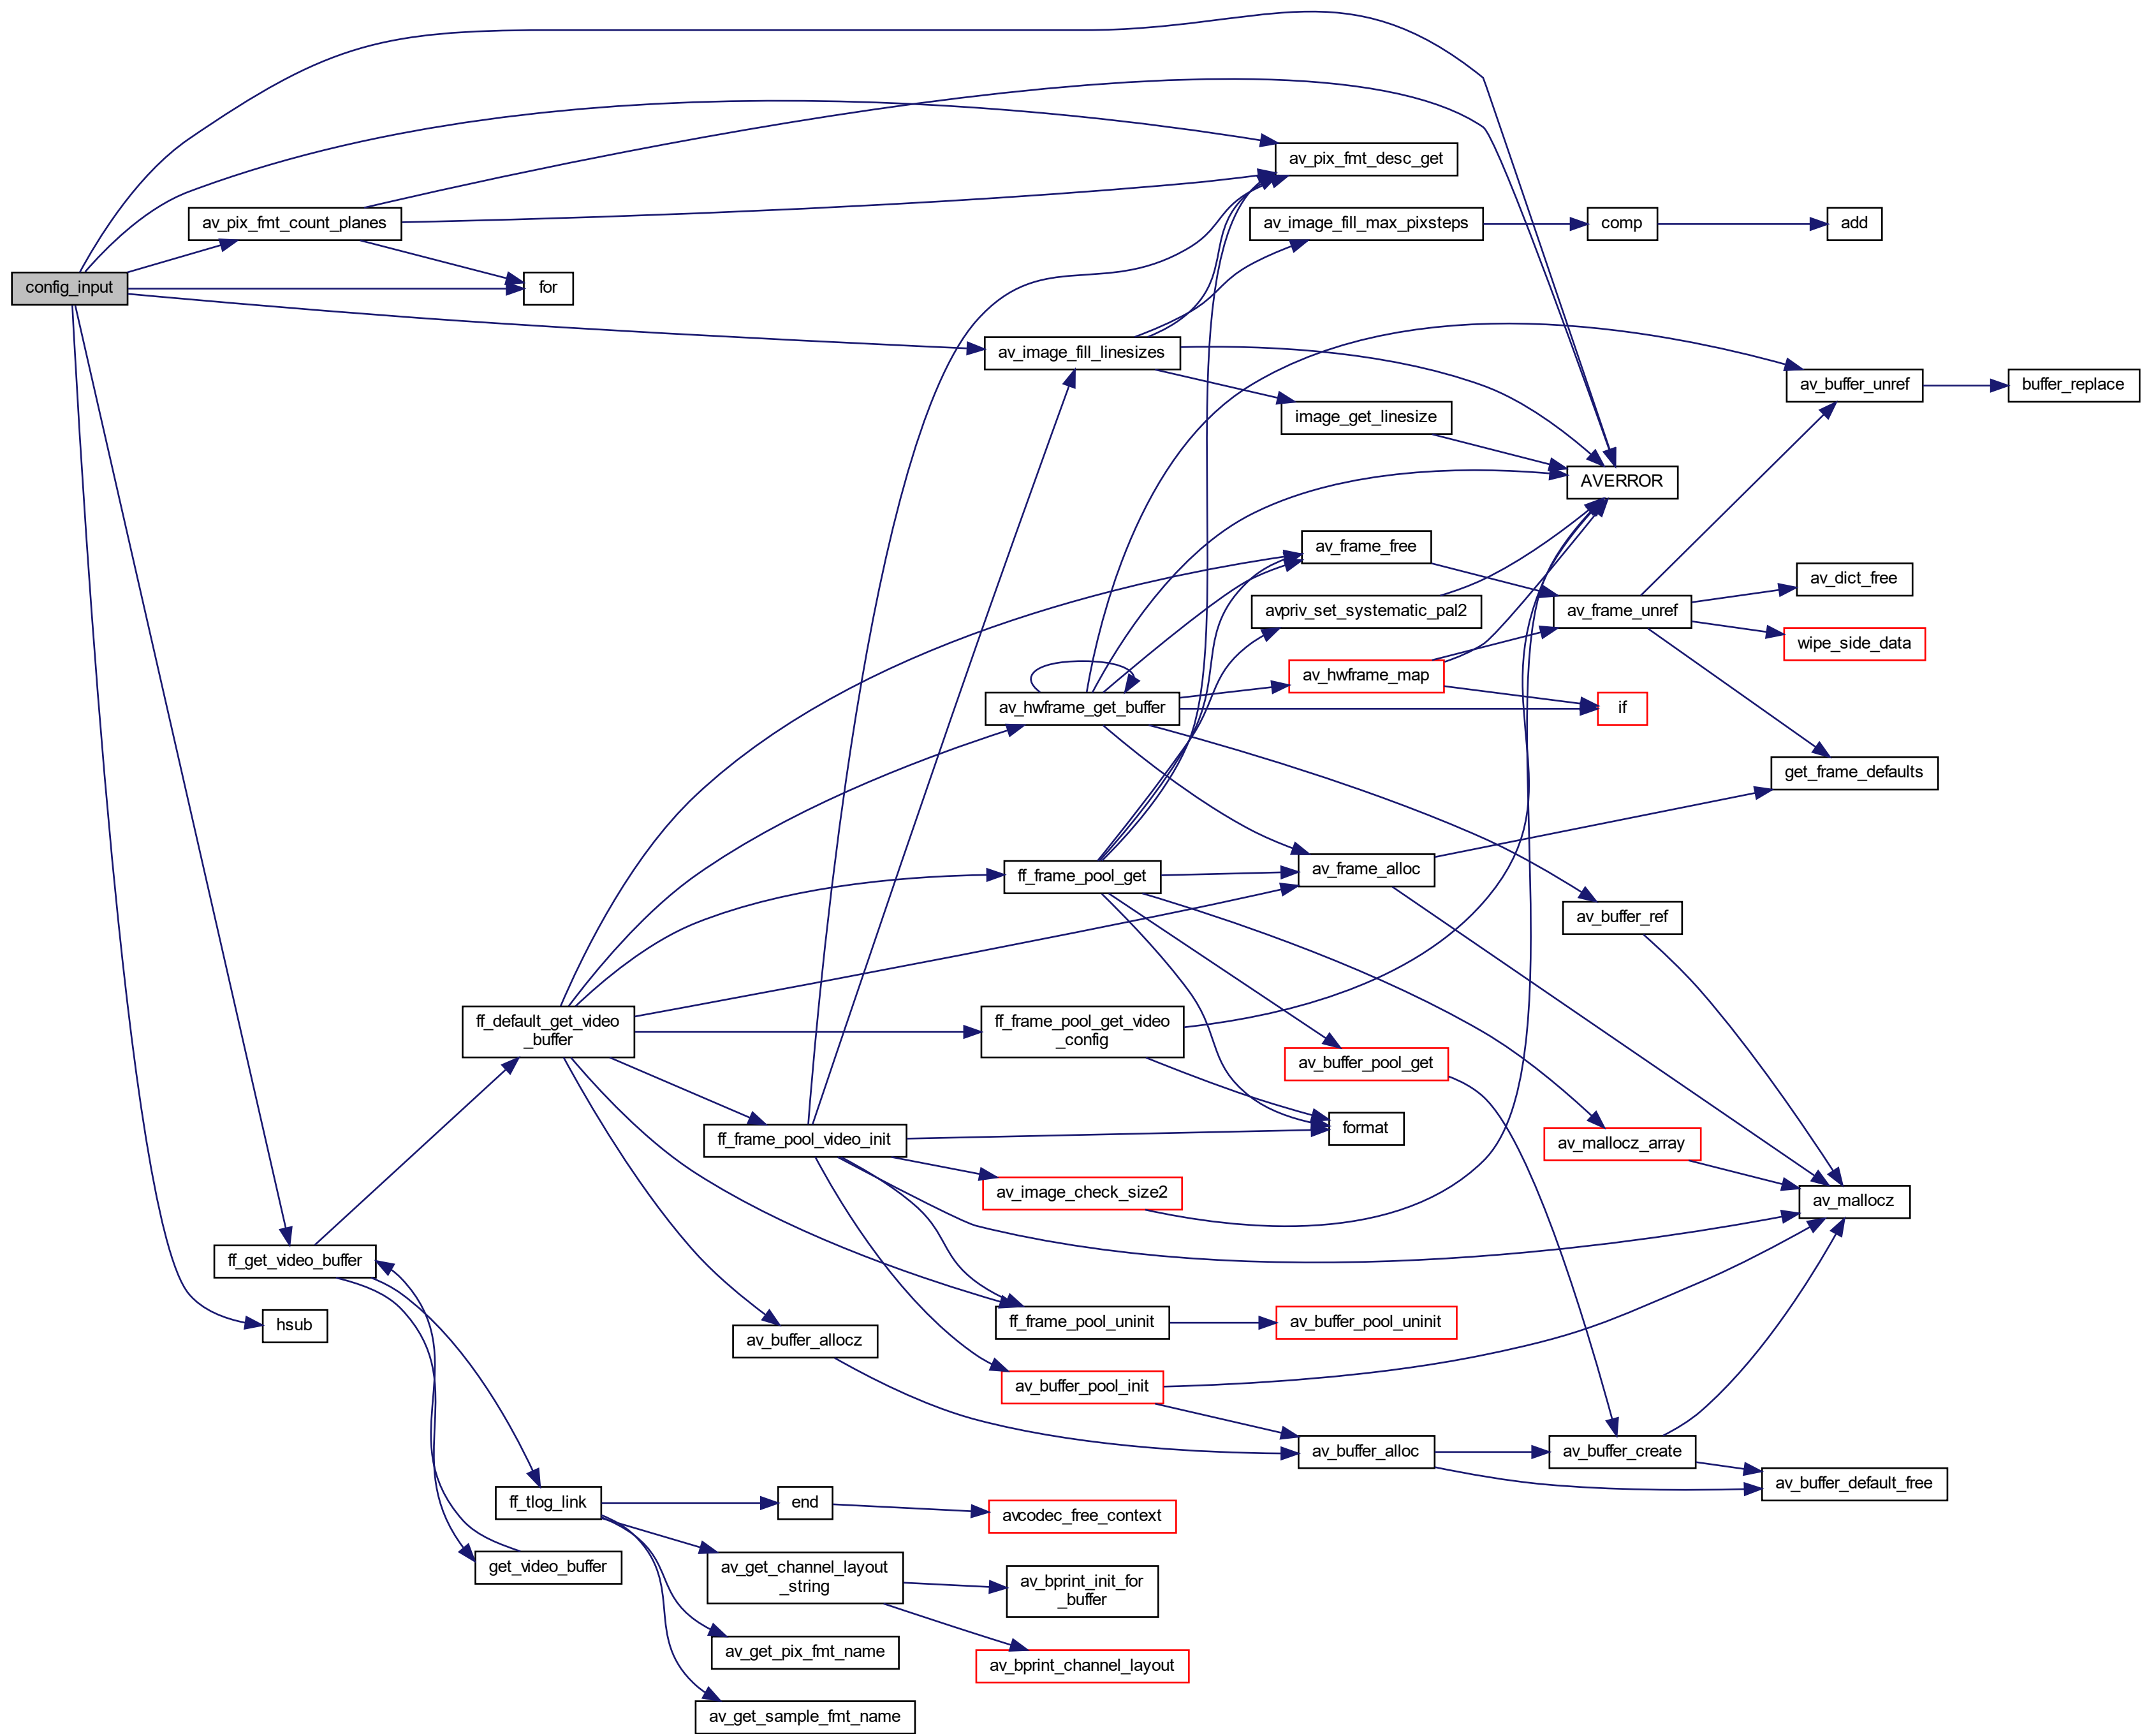 av_pix_fmt_desc_get
av_pix_fmt_count_planes
av_image_fill_max_pixsteps
comp
add
config_input
for
av_image_fill_linesizes
av_buffer_unref
buffer_replace
image_get_linesize
AVERROR
av_frame_free
av_dict_free
avpriv_set_systematic_pal2
av_frame_unref
wipe_side_data
av_hwframe_map
av_hwframe_get_buffer
if
get_frame_defaults
ff_frame_pool_get
av_frame_alloc
av_buffer_ref
ff_default_get_video
_buffer
ff_frame_pool_get_video
_config
av_buffer_pool_get
format
ff_frame_pool_video_init
av_mallocz_array
av_image_check_size2
av_mallocz
ff_get_video_buffer
hsub
ff_frame_pool_uninit
av_buffer_pool_uninit
av_buffer_allocz
av_buffer_pool_init
av_buffer_alloc
av_buffer_create
av_buffer_default_free
ff_tlog_link
end
avcodec_free_context
get_video_buffer
av_get_channel_layout
_string
av_bprint_init_for
_buffer
av_get_pix_fmt_name
av_bprint_channel_layout
av_get_sample_fmt_name